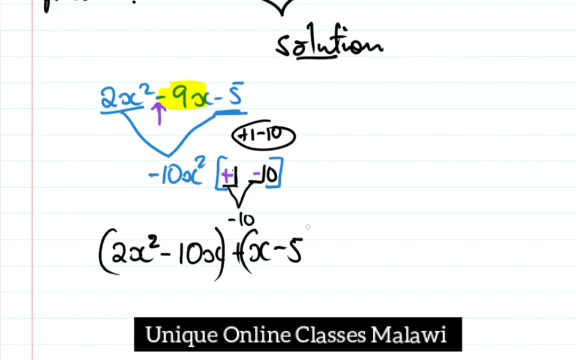 solution
2x² - 9x - 5
+1-10
-10x² [+1 -10]
-10
(2x² - 10x) + (x - 5
Unique Online Classes Malawi